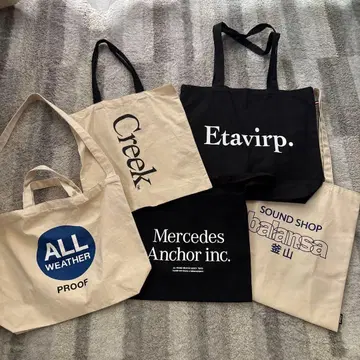 Creek
Etavirp.
ALL
WEATHER
PROOF
Mercedes
Anchor inc.
SOUND SHOP
balansa
釜山